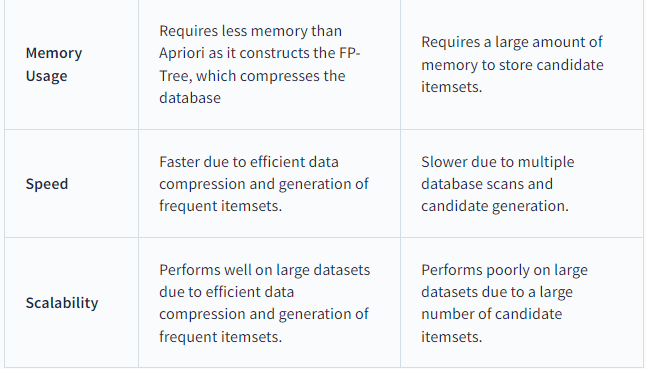 Memory
Usage
Requires less memory than
Apriori as it constructs the FP-
Tree, which compresses the
database
Requires a large amount of
memory to store candidate
itemsets.
Speed
Faster due to efficient data
compression and generation of
frequent itemsets.
Slower due to multiple
database scans and
candidate generation.
Scalability
Performs well on large datasets
due to efficient data
compression and generation of
frequent itemsets.
Performs poorly on large
datasets due to a large
number of candidate
itemsets.